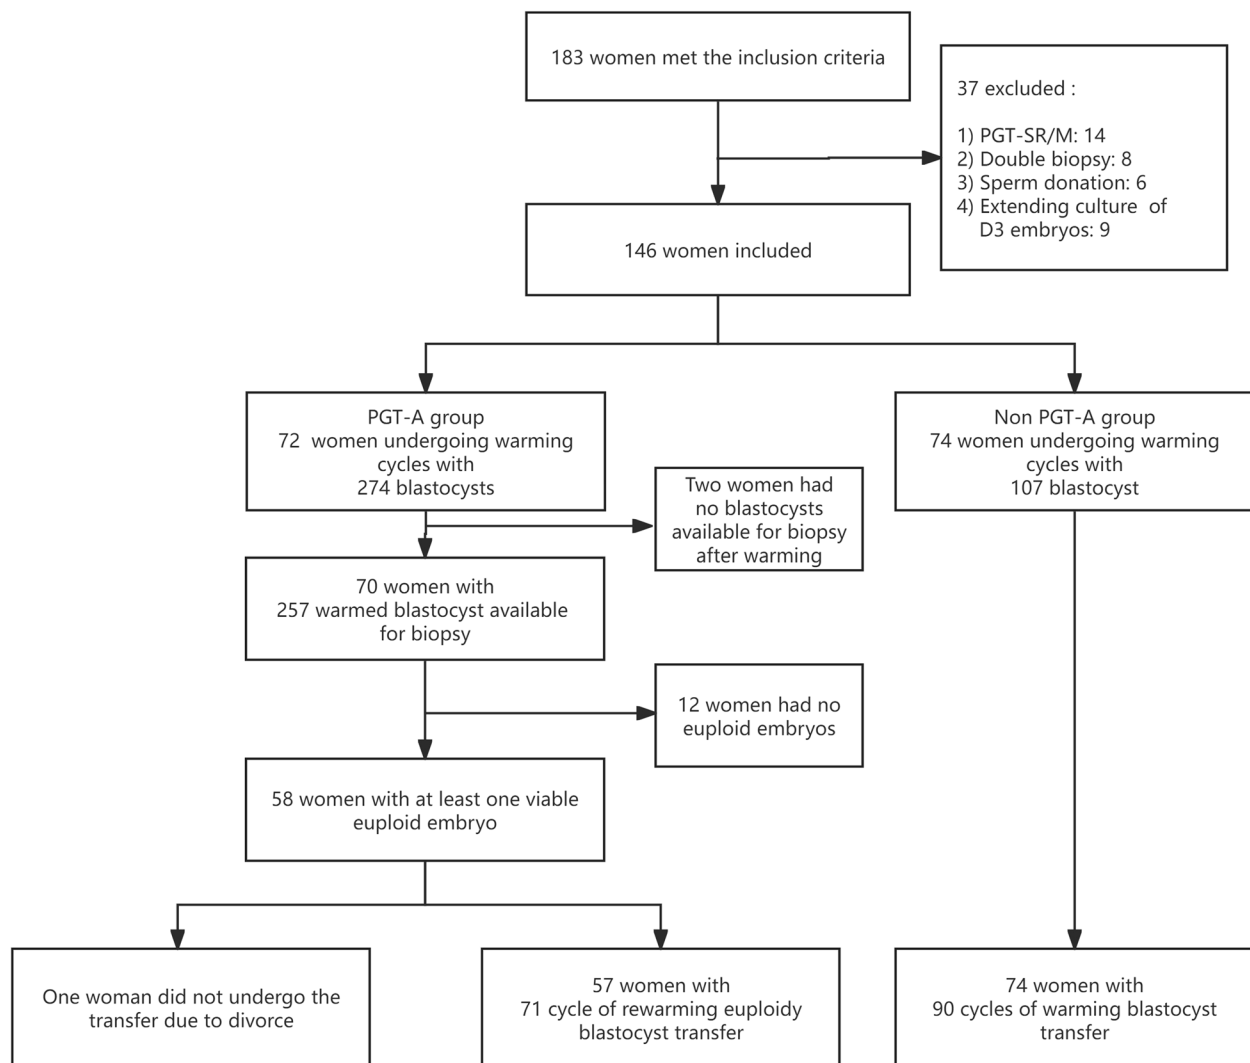 183 women met the inclusion criteria
37 excluded :
1) PGT-SR/M: 14
2) Double biopsy: 8
3) Sperm donation: 6
4) Extending culture of
D3 embryos: 9
146 women included
PGT-A group
72 women undergoing warming
cycles with
274 blastocysts
Non PGT-A group
74 women undergoing warming
cycles with
107 blastocyst
Two women had
no blastocysts
available for biopsy
after warming
70 women with
257 warmed blastocyst available
for biopsy
12 women had no
euploid embryos
58 women with at least one viable
euploid embryo
One woman did not undergo the
transfer due to divorce
57 women with
71 cycle of rewarming euploidy
blastocyst transfer
74 women with
90 cycles of warming blastocyst
transfer